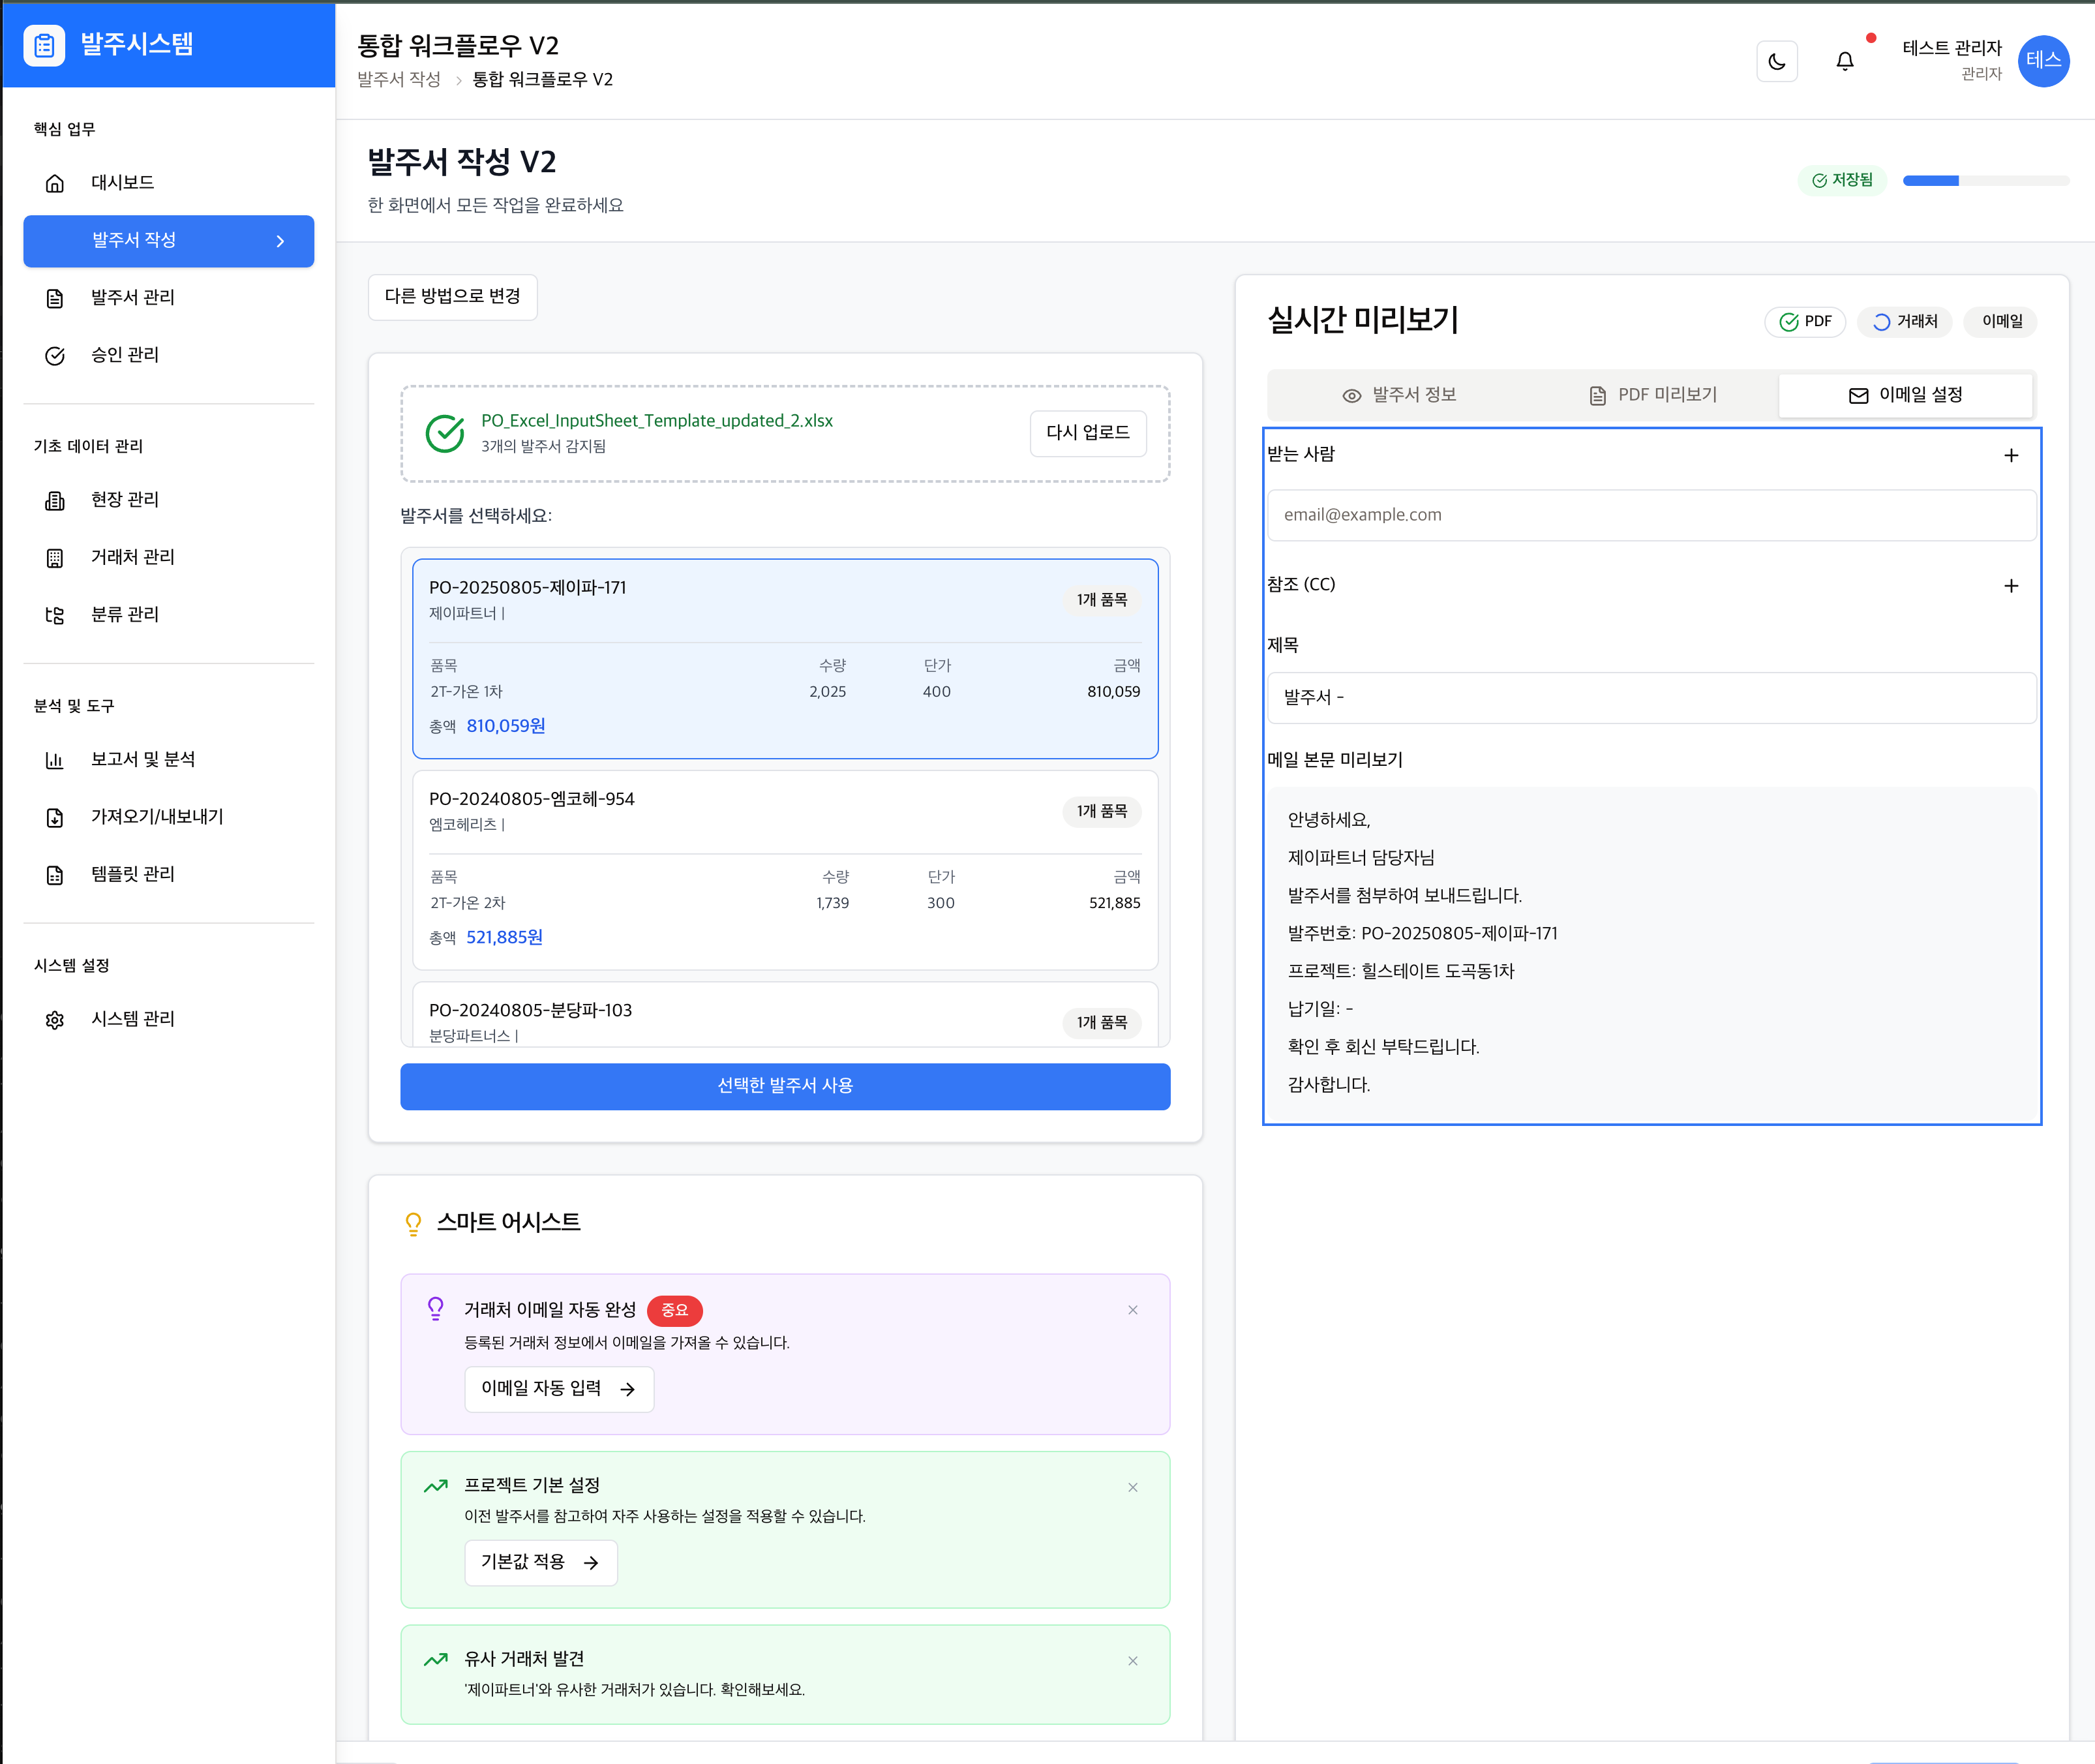 발주시스템
핵심 업무
대시보드
발주서 작성
발주서 관리
승인 관리
기초 데이터 관리
현장 관리
거래처 관리
분류 관리
분석 및 도구
보고서 및 분석
가져오기/내보내기
템플릿 관리
시스템 설정
시스템 관리
통합 워크플로우 V2
발주서 작성 > 통합 워크플로우 V2
테스트 관리자
관리자
테스
발주서 작성 V2
한 화면에서 모든 작업을 완료하세요
저장됨
다른 방법으로 변경
PO_Excel_InputSheet_Template_updated_2.xlsx
3개의 발주서 감지됨
다시 업로드
발주서를 선택하세요:
PO-20250805-제이파-171
제이파트너 |
1개 품목
품목 수량 단가 금액
2T-가온 1차 2,025 400 810,059
총액 810,059원
PO-20240805-엠코헤-954
엠코헤리츠 |
1개 품목
품목 수량 단가 금액
2T-가온 2차 1,739 300 521,885
총액 521,885원
PO-20240805-분당파-103
분당파트너스 |
1개 품목
선택한 발주서 사용
스마트 어시스트
거래처 이메일 자동 완성 중요
등록된 거래처 정보에서 이메일을 가져올 수 있습니다.
이메일 자동 입력
프로젝트 기본 설정
이전 발주서를 참고하여 자주 사용하는 설정을 적용할 수 있습니다.
기본값 적용
유사 거래처 발견
'제이파트너'와 유사한 거래처가 있습니다. 확인해보세요.
실시간 미리보기
PDF 거래처 이메일
발주서 정보 PDF 미리보기 이메일 설정
받는 사람
email@example.com
참조 (CC)
제목
발주서 -
메일 본문 미리보기
안녕하세요,
제이파트너 담당자님
발주서를 첨부하여 보내드립니다.
발주번호: PO-20250805-제이파-171
프로젝트: 힐스테이트 도곡동1차
납기일: -
확인 후 회신 부탁드립니다.
감사합니다.